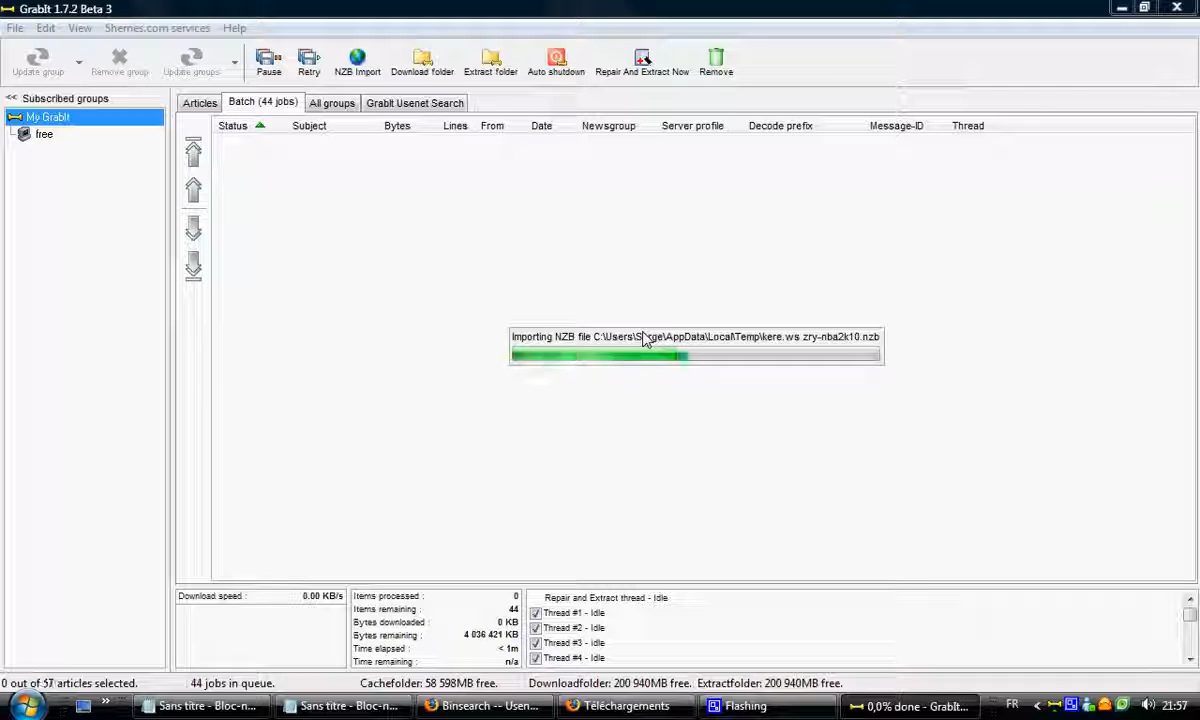 GrabIt 1.7.2 Beta 3
File Edit View Shemes.com services Help
Update group Remove group Update groups Pause Retry NZB Import Download folder Extract folder Auto shutdown Repair And Extract Now Remove
<< Subscribed groups
My GrabIt
free
Articles Batch (44 jobs) All groups GrabIt Usenet Search
Status Subject Bytes Lines From Date Newsgroup Server profile Decode prefix Message-ID Thread
Importing NZB file C:\Users\Serge\AppData\Local\Temp\kere.ws zry-nba2k10.nzb
Download speed : 0.00 KB/s
Items processed : 0
Items remaining : 44
Bytes downloaded : 0 KB
Bytes remaining : 4 036 421 KB
Time elapsed : < 1m
Time remaining : n/a
Repair and Extract thread - Idle
Thread #1 - Idle
Thread #2 - Idle
Thread #3 - Idle
Thread #4 - Idle
0 out of 57 articles selected. 44 jobs in queue. Cachefolder: 58 598MB free. Downloadfolder: 200 940MB free. Extractfolder: 200 940MB free.
Sans titre - Bloc-n... Sans titre - Bloc-n... Binsearch -- Usen... Téléchargements Flashing 0,0% done - GrabIt... FR < 21:57